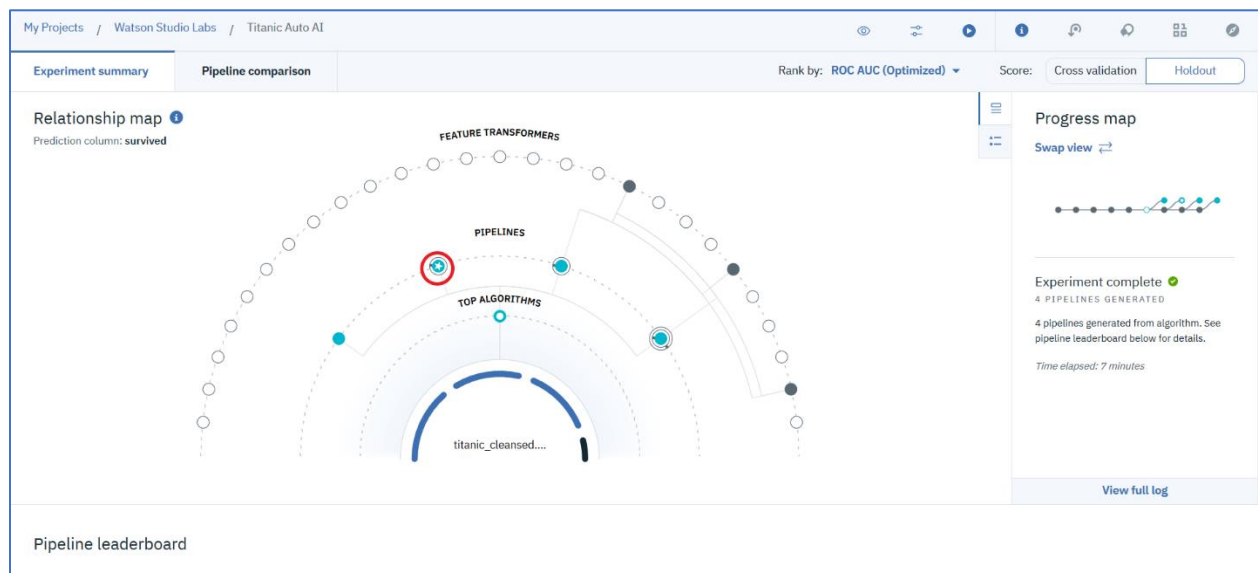 My Projects / Watson Studio Labs / Titanic Auto AI
Experiment summary
Pipeline comparison
Rank by: ROC AUC (Optimized)
Score: Cross validation Holdout
Relationship map
Prediction column: survived
FEATURE TRANSFORMERS
PIPELINES
TOP ALGORITHMS
titanic_cleansed....
Progress map
Swap view
Experiment complete
4 PIPELINES GENERATED
4 pipelines generated from algorithm. See
pipeline leaderboard below for details.
Time elapsed: 7 minutes
View full log
Pipeline leaderboard